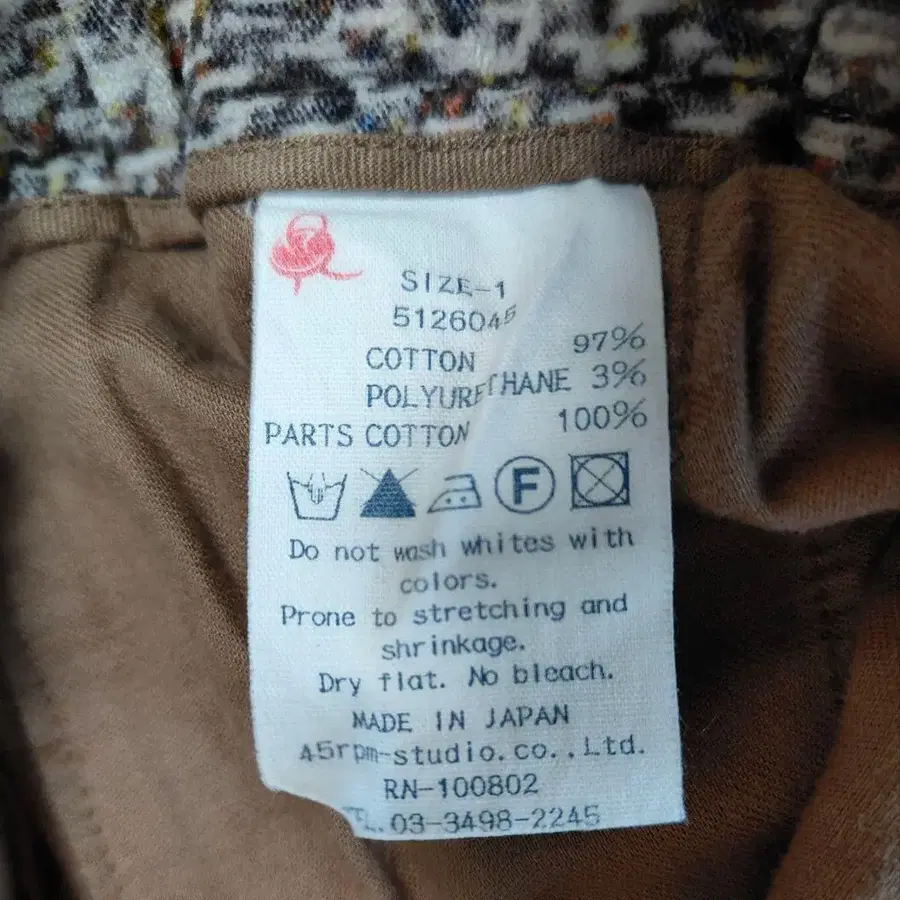 SIZE-1
5126045
COTTON 97%
POLYURETHANE 3%
PARTS COTTON 100%
F
Do not wash whites with
colors.
Prone to stretching and
shrinkage.
Dry flat. No bleach.
MADE IN JAPAN
45rpm-studio.co.,Ltd.
RN-100802
TEL.03-3498-2245